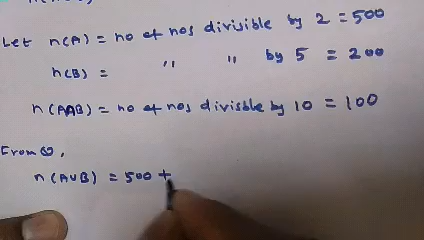 Let n(A) = no of nos divisible by 2 = 500
n(B) = " " by 5 = 200
n(A∩B) = no of nos divisible by 10 = 100
From ,
n(A∪B) = 500 +